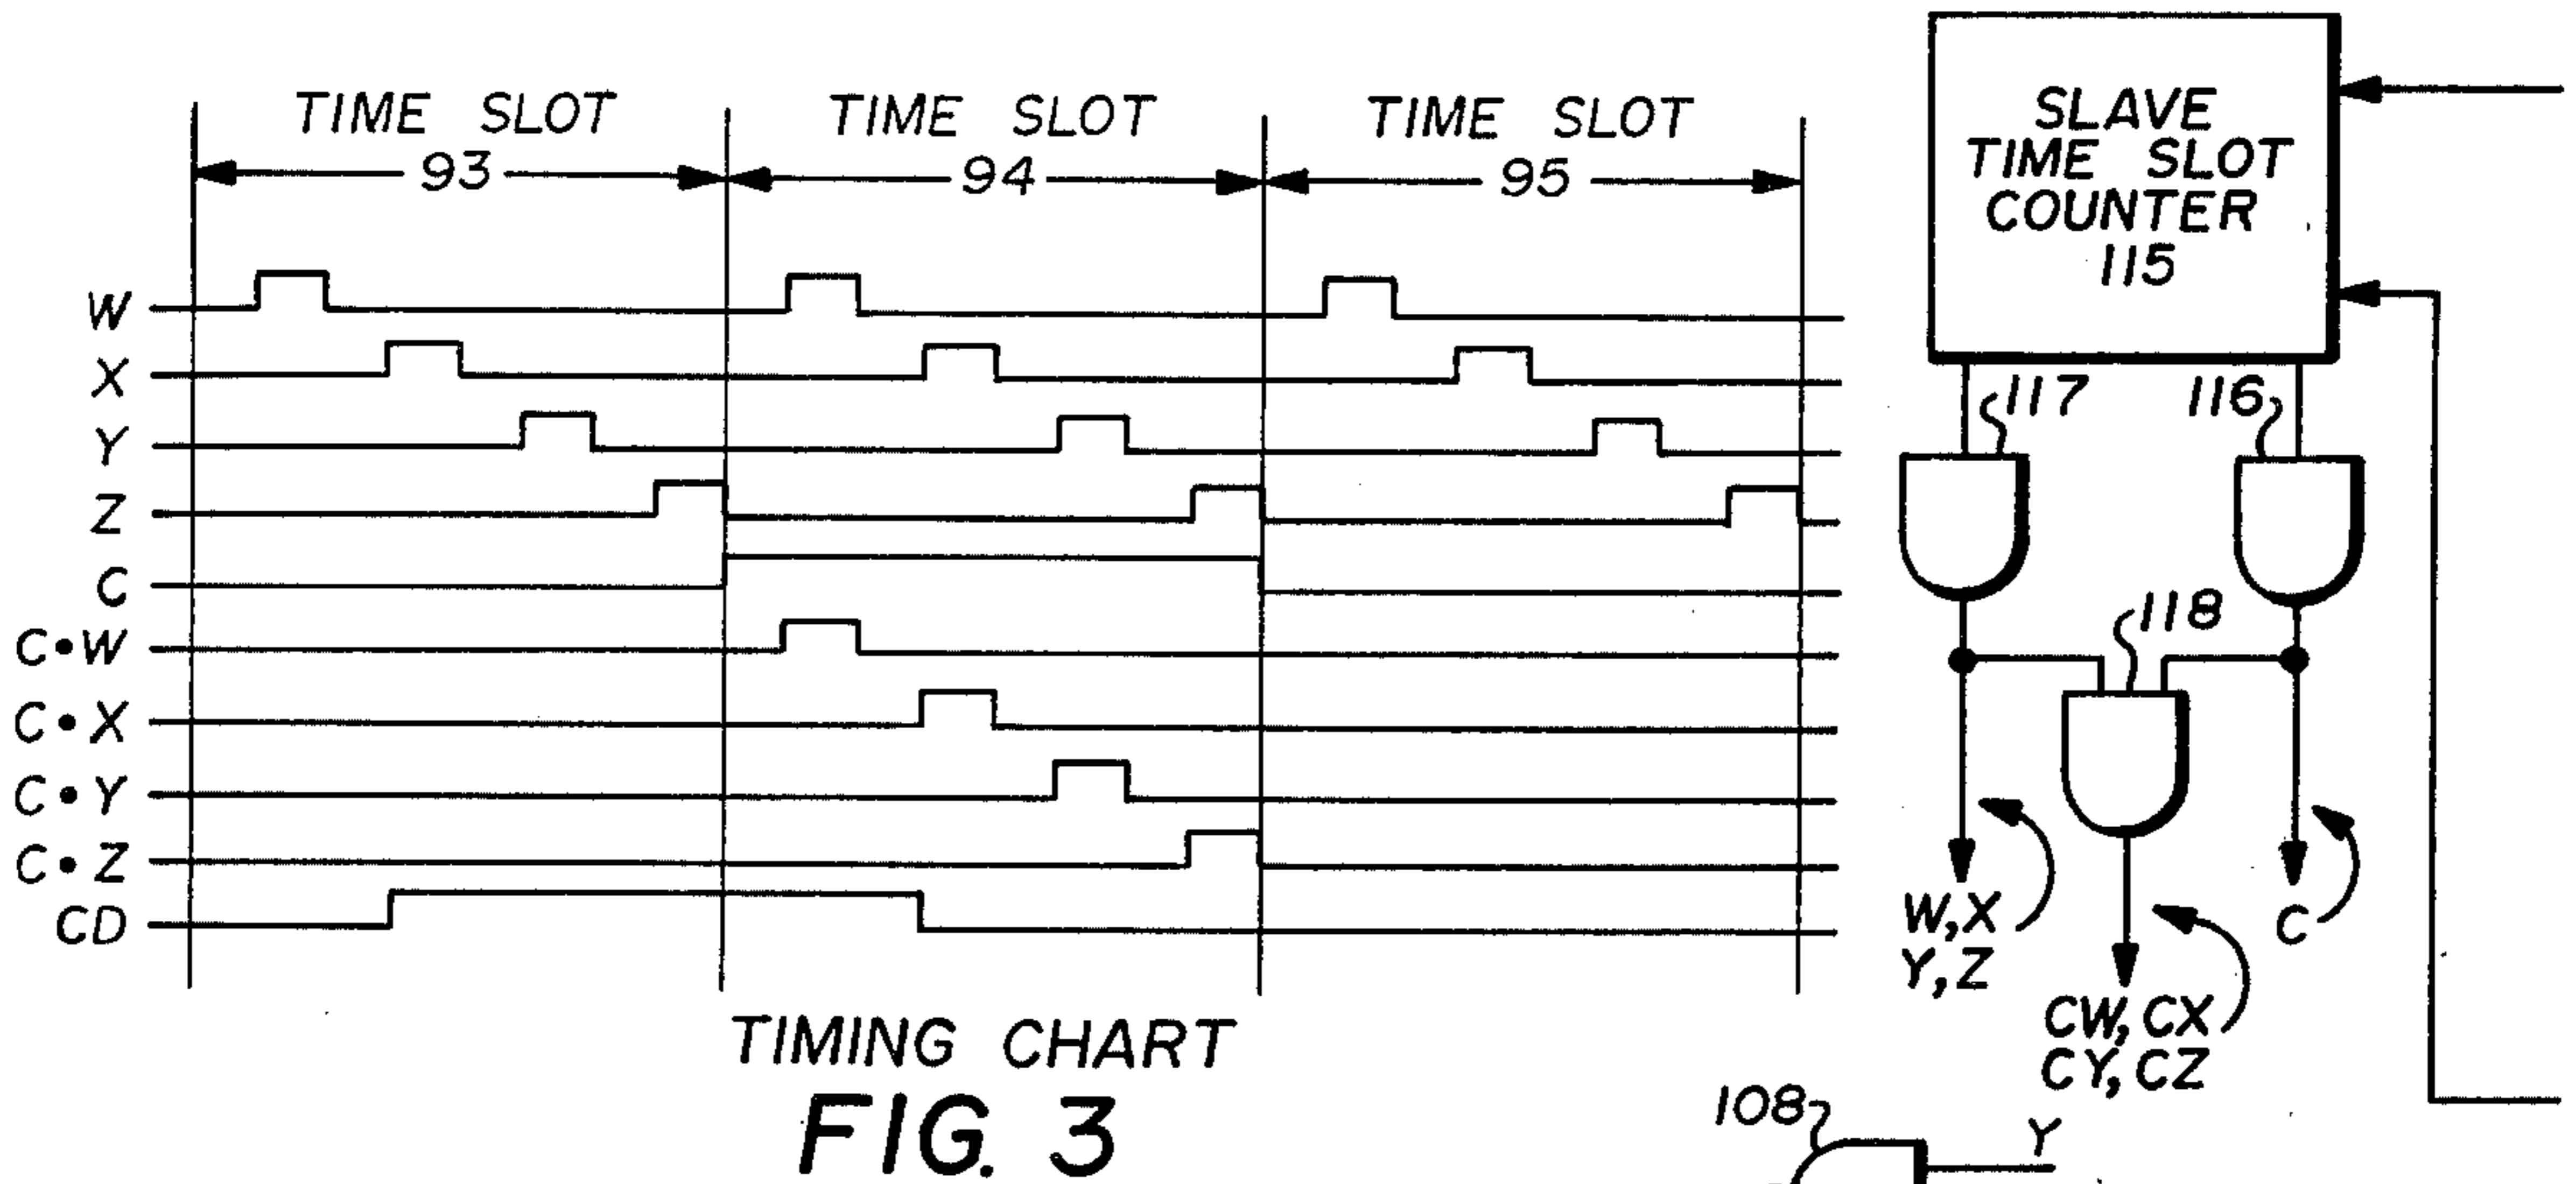 TIME SLOT
93
TIME SLOT
94
TIME SLOT
95
W
X
Y
Z
C
C•W
C•X
C•Y
C•Z
CD
TIMING CHART
FIG. 3
SLAVE
TIME SLOT
COUNTER
115
117
116
118
W,X
Y,Z
CW,CX
CY,CZ
C
108
Y